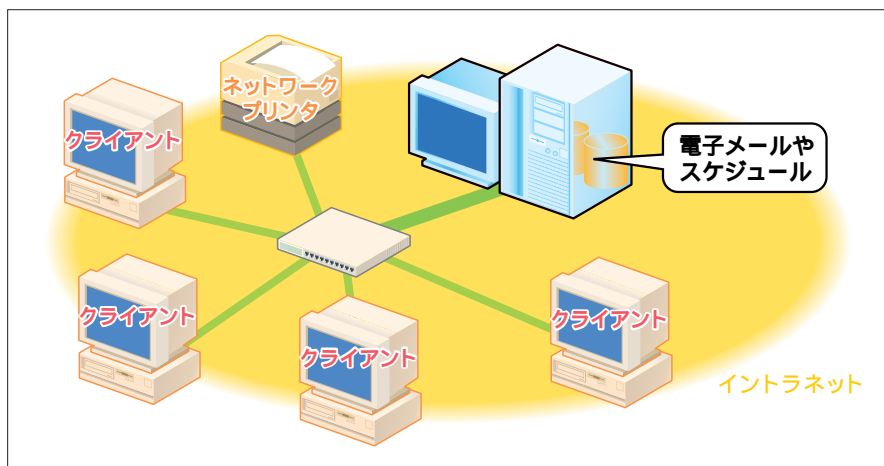 ネットワーク
プリンタ
クライアント
電子メールや
スケジュール
クライアント
クライアント
クライアント
イントラネット